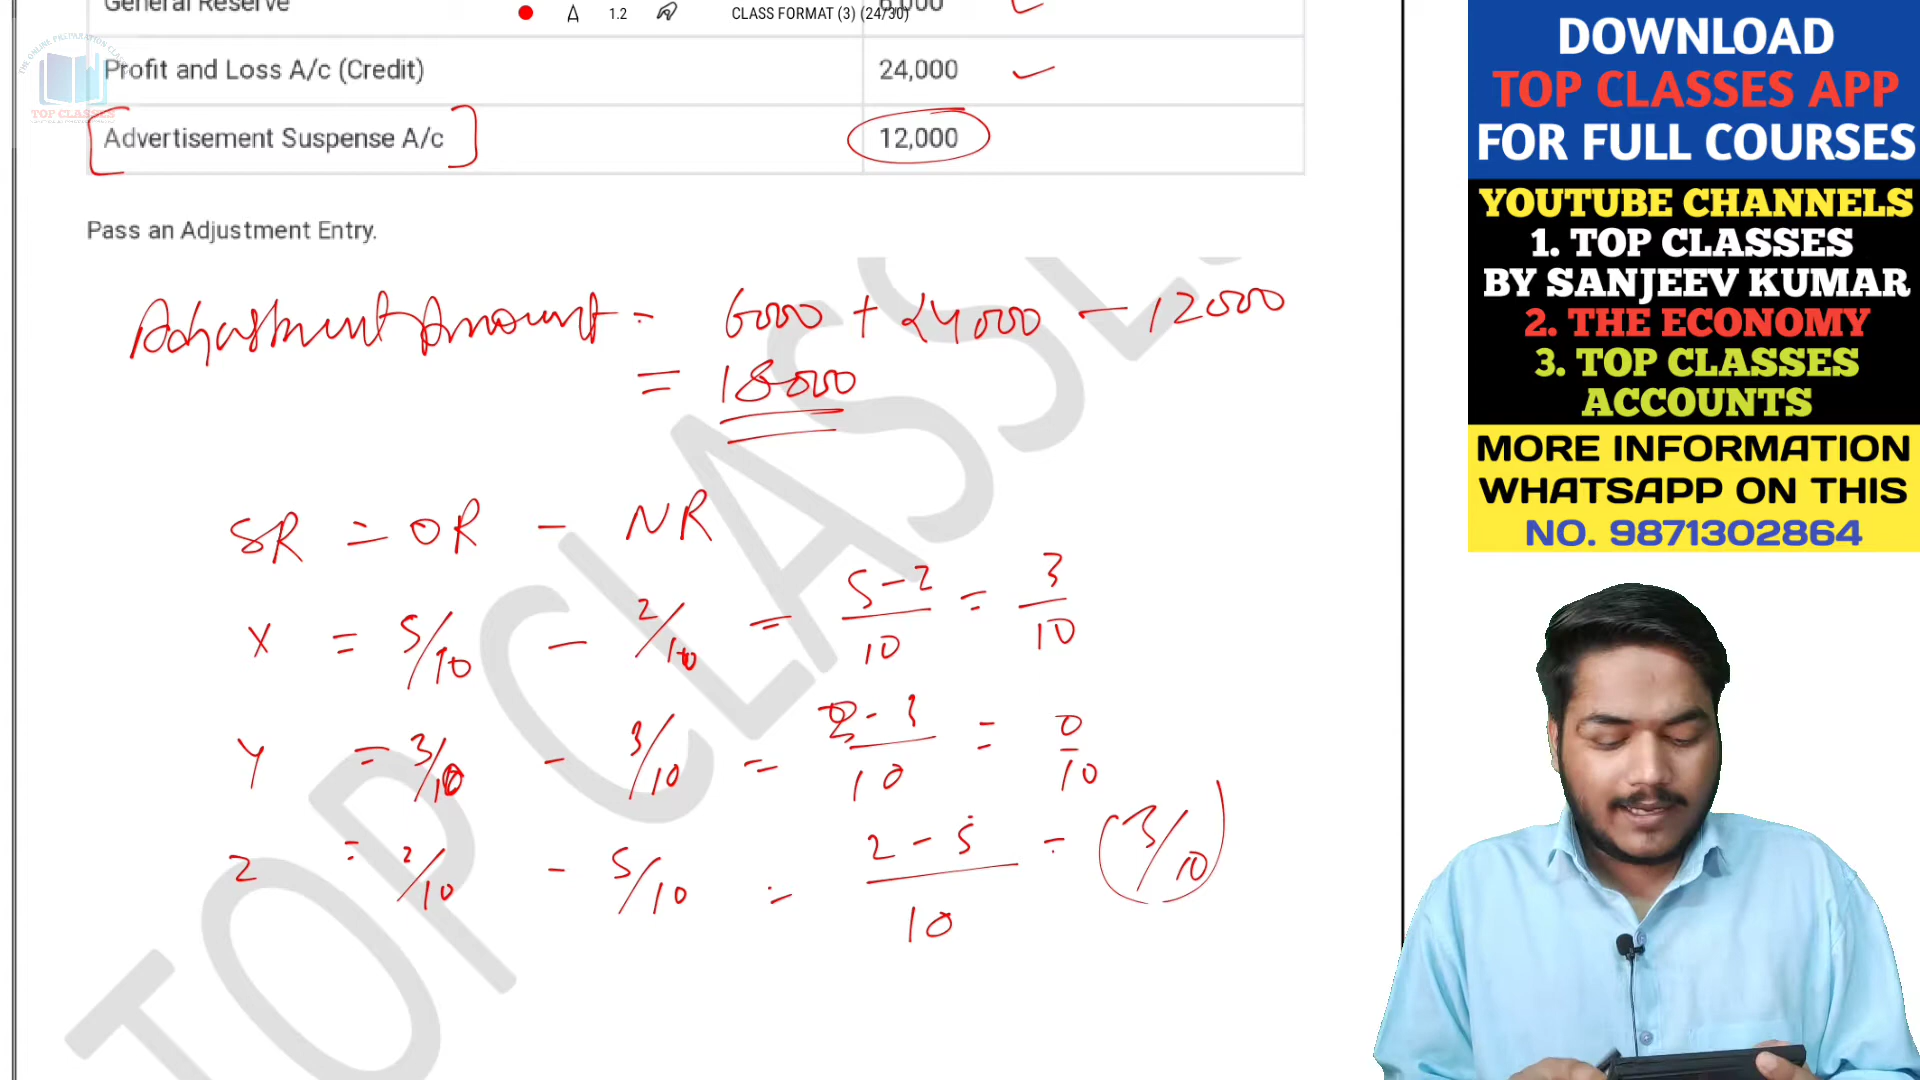 General Reserve 6,000
1.2 CLASS FORMAT (3) (24/30)
Profit and Loss A/c (Credit) 24,000
TOP CLASSES
Advertisement Suspense A/c 12,000
Pass an Adjustment Entry.
Adjustment Amount = 6000 + 24000 - 12000
= 18000
SR = OR - NR
X = 5/10 - 2/10 = 5-2/10 = 3/10
Y = 3/10 - 3/10 = 3-3/10 = 0/10
Z = 2/10 - 5/10 = 2-5/10 = (3/10)
TOP CLASSES
DOWNLOAD
TOP CLASSES APP
FOR FULL COURSES
YOUTUBE CHANNELS
1. TOP CLASSES
BY SANJEEV KUMAR
2. THE ECONOMY
3. TOP CLASSES
ACCOUNTS
MORE INFORMATION
WHATSAPP ON THIS
NO. 9871302864